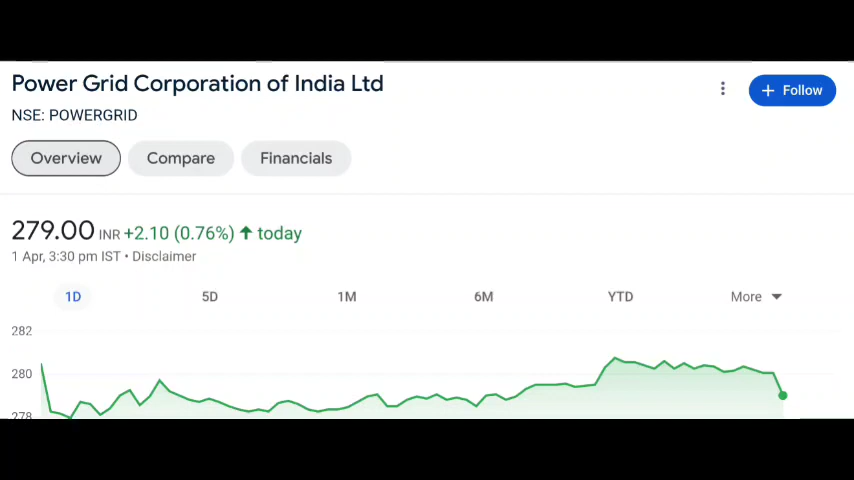 Power Grid Corporation of India Ltd
+ Follow
NSE: POWERGRID
Overview Compare Financials
279.00 INR +2.10 (0.76%) ↑ today
1 Apr, 3:30 pm IST • Disclaimer
1D 5D 1M 6M YTD More
282
280
278